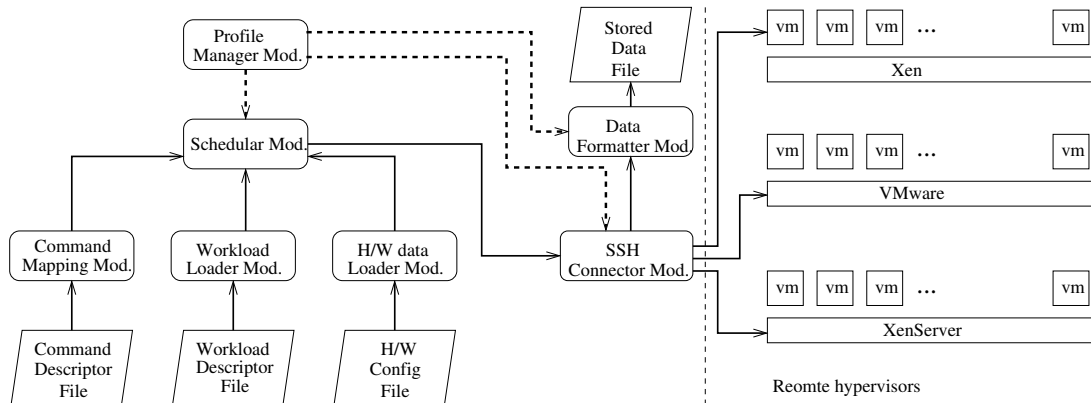 Profile
Manager Mod.
Stored
Data
File
vm vm vm ... vm
Xen
Schedular Mod.
Data
Formatter Mod.
vm vm vm ... vm
VMware
Command
Mapping Mod.
Workload
Loader Mod.
H/W data
Loader Mod.
SSH
Connector Mod.
vm vm vm ... vm
XenServer
Command
Descriptor
File
Workload
Descriptor
File
H/W
Config
File
Reomte hypervisors